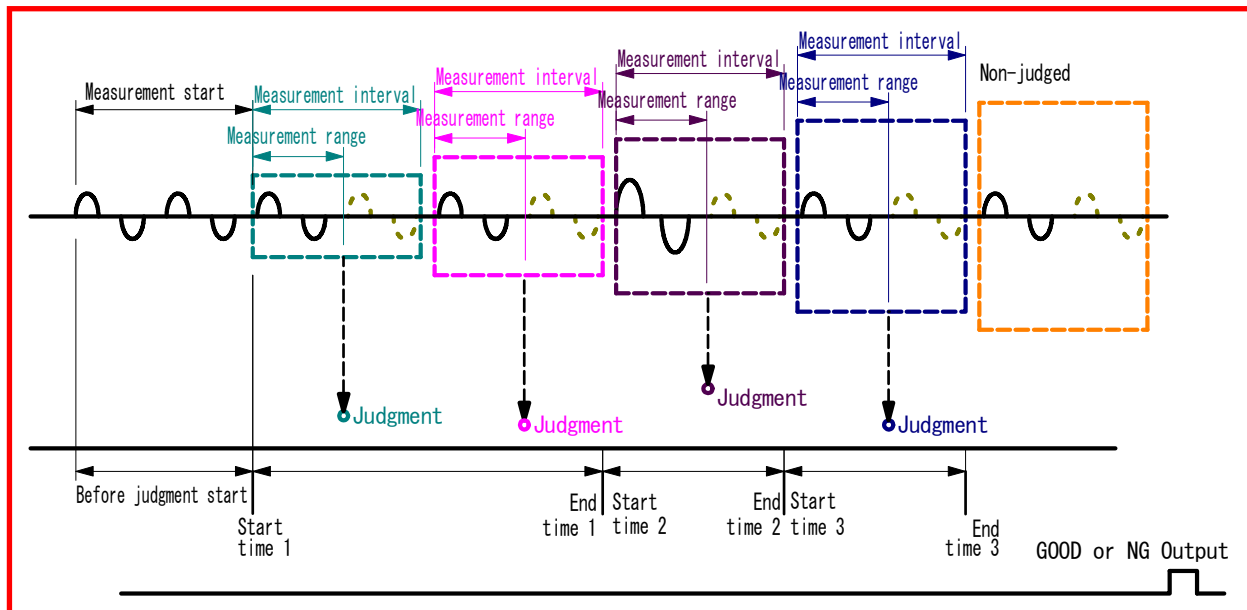 Measurement start
Measurement interval
Measurement range
Measurement interval
Measurement range
Measurement interval
Measurement range
Measurement interval
Measurement range
Non-judged
Judgment
Judgment
Judgment
Judgment
Before judgment start
Start
time 1
End
time 1
Start
time 2
End
time 2
Start
time 3
End
time 3
GOOD or NG Output